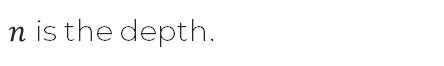 n is the depth.